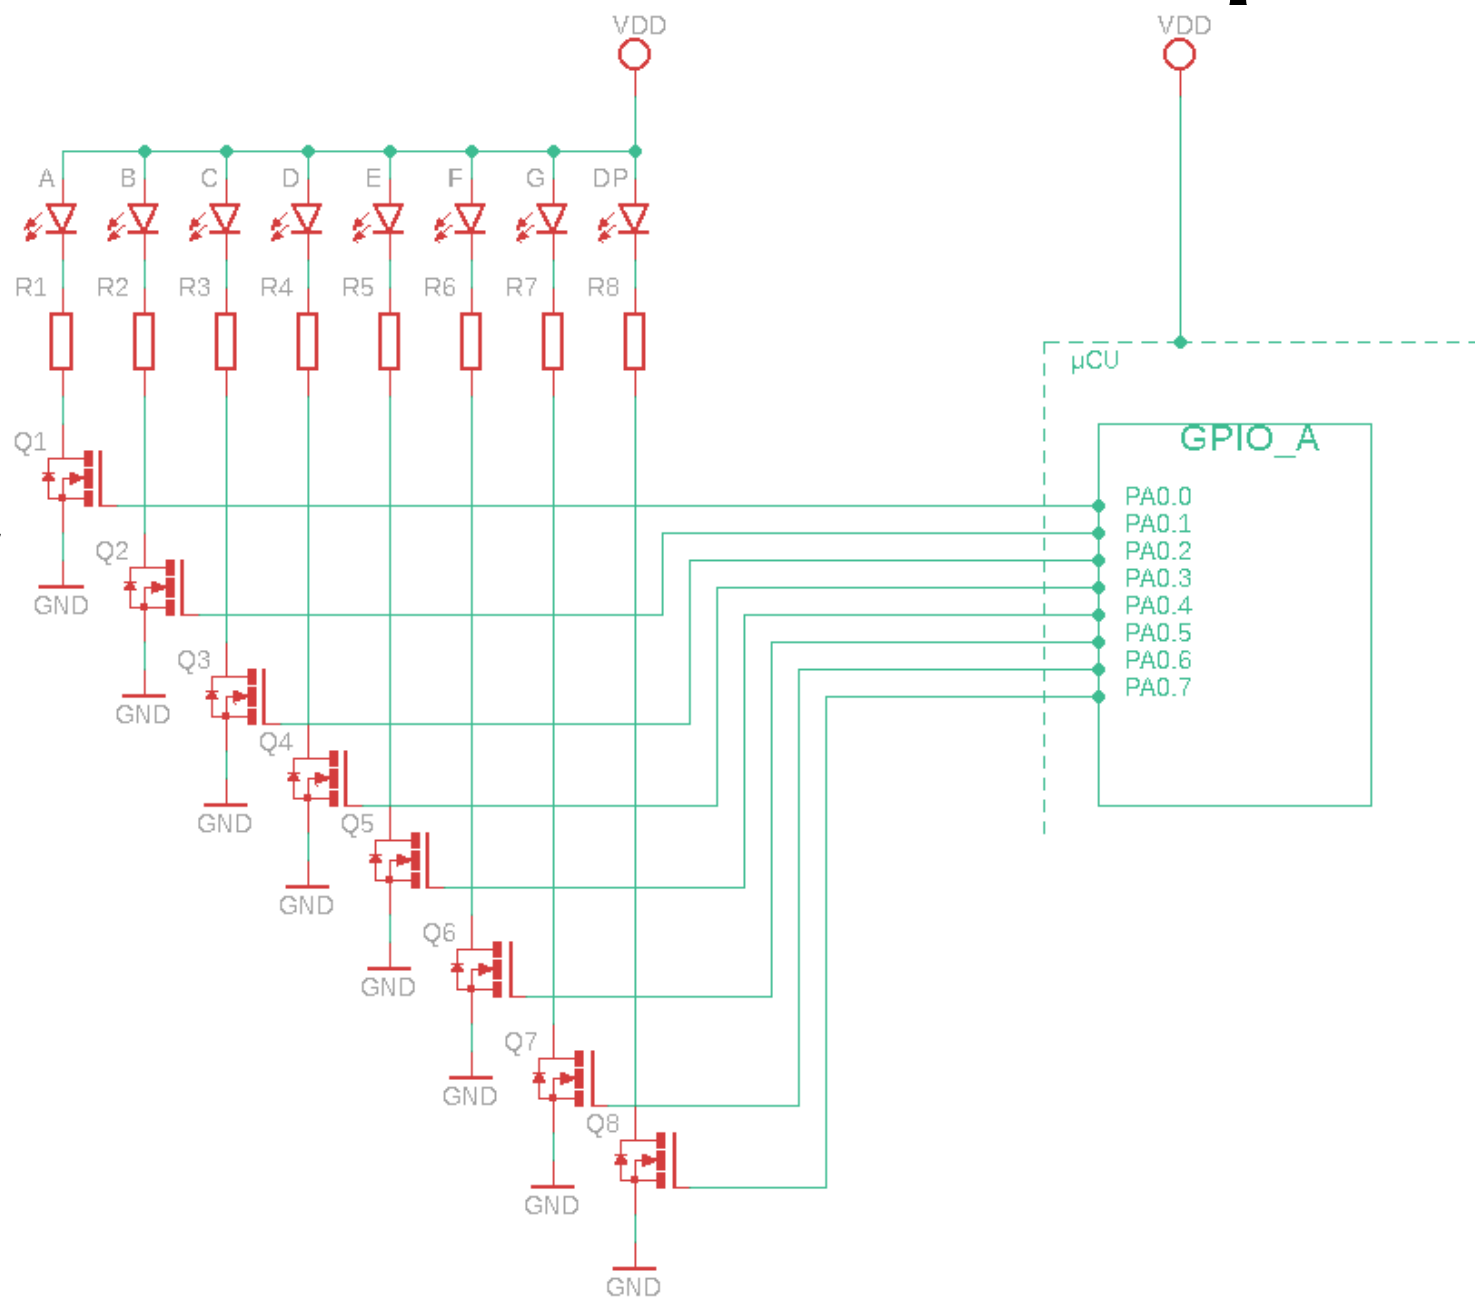 VDD
VDD
A B C D E F G DP
R1 R2 R3 R4 R5 R6 R7 R8
µCU
GPIO_A
Q1
PA0.0
PA0.1
Q2
PA0.2
PA0.3
GND
PA0.4
PA0.5
Q3
PA0.6
PA0.7
GND
Q4
GND
Q5
GND
Q6
GND
Q7
GND
Q8
GND
GND